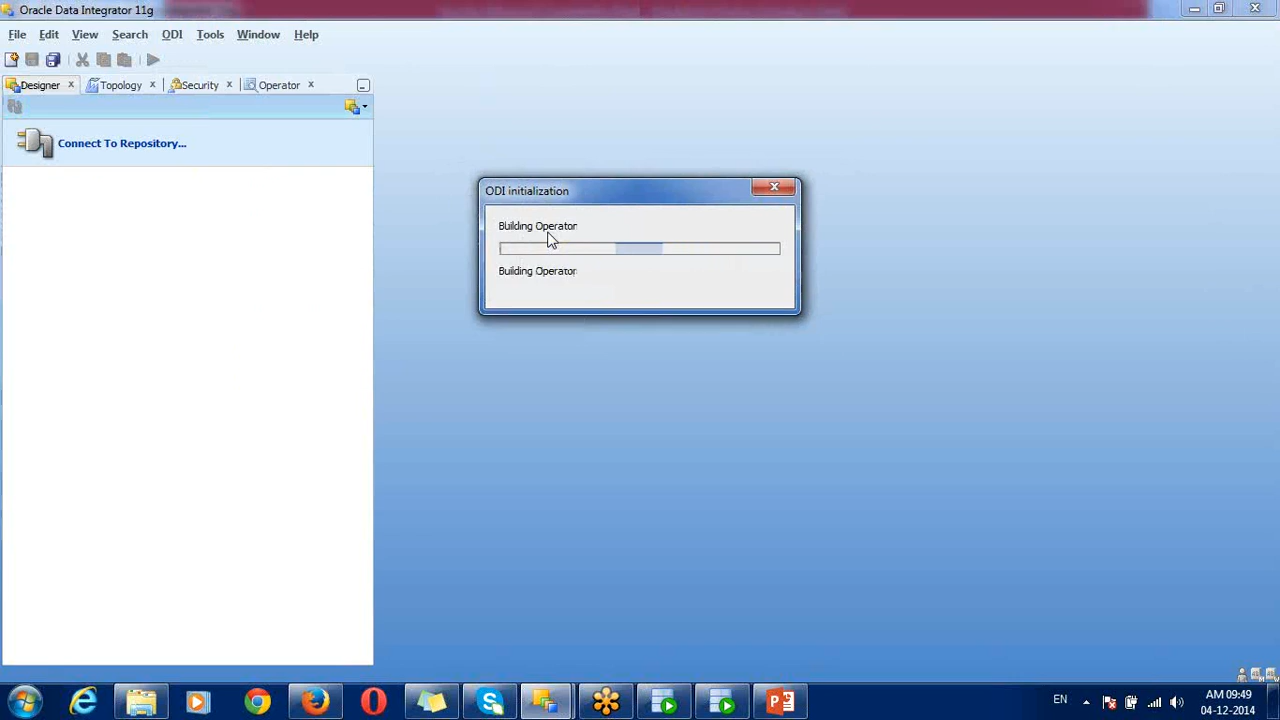 Oracle Data Integrator 11g
File Edit View Search ODI Tools Window Help
Designer Topology Security Operator
Connect To Repository...
ODI initialization
Building Operator
Building Operator
EN
AM 09:49
04-12-2014